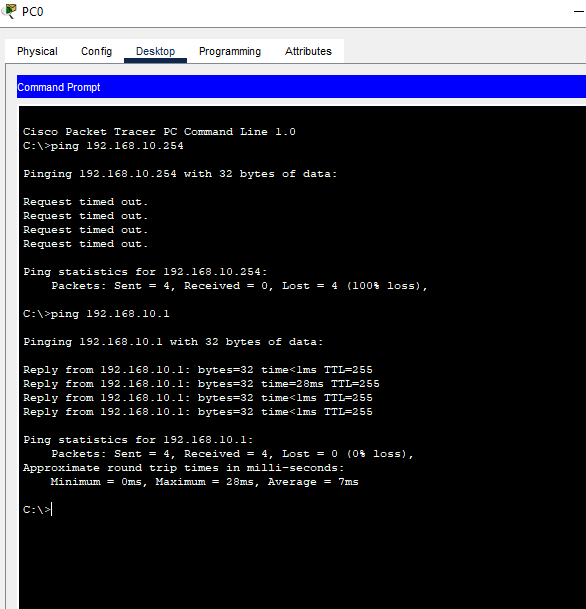 PC0
Physical Config Desktop Programming Attributes
Command Prompt
Cisco Packet Tracer PC Command Line 1.0
C:\>ping 192.168.10.254
Pinging 192.168.10.254 with 32 bytes of data:
Request timed out.
Request timed out.
Request timed out.
Request timed out.
Ping statistics for 192.168.10.254:
    Packets: Sent = 4, Received = 0, Lost = 4 (100% loss),
C:\>ping 192.168.10.1
Pinging 192.168.10.1 with 32 bytes of data:
Reply from 192.168.10.1: bytes=32 time<1ms TTL=255
Reply from 192.168.10.1: bytes=32 time=28ms TTL=255
Reply from 192.168.10.1: bytes=32 time<1ms TTL=255
Reply from 192.168.10.1: bytes=32 time<1ms TTL=255
Ping statistics for 192.168.10.1:
    Packets: Sent = 4, Received = 4, Lost = 0 (0% loss),
Approximate round trip times in milli-seconds:
    Minimum = 0ms, Maximum = 28ms, Average = 7ms
C:\>